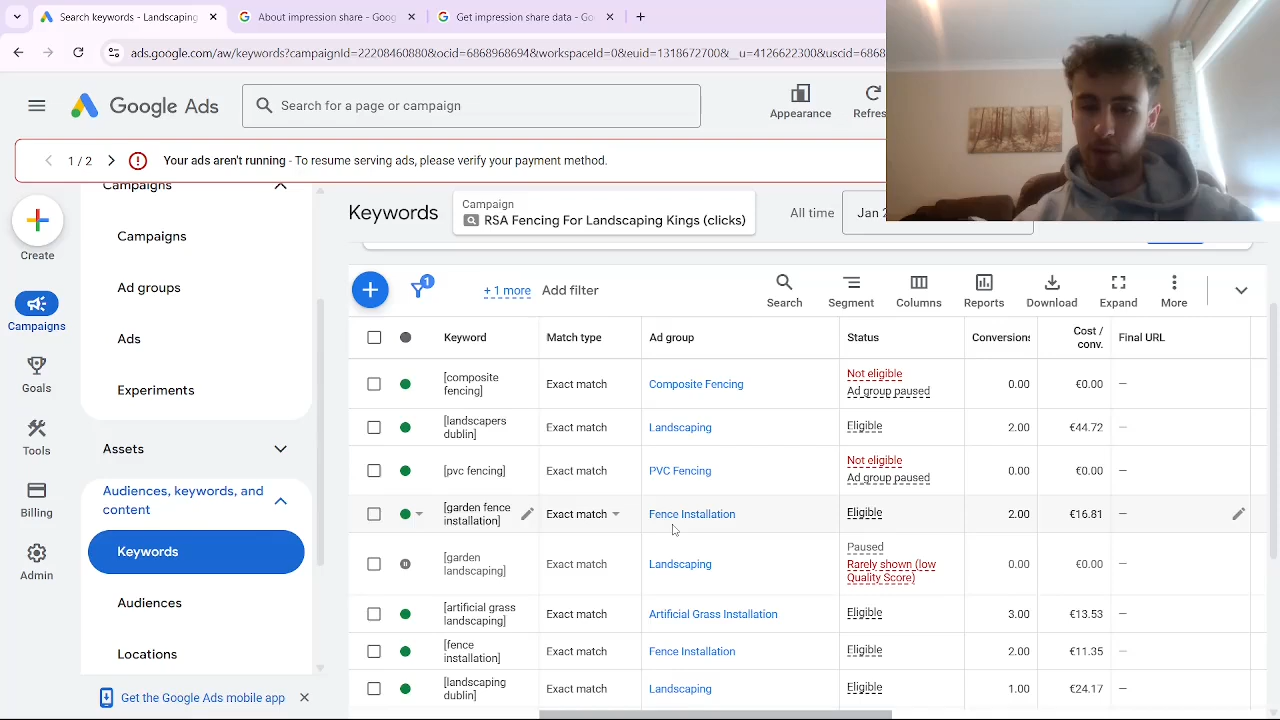 Search keywords - Landscaping
About impression share - Goog
Get impression share data - Go
ads.google.com/aw/keywords?campaignId=22208460889&ocid=6868968694&workspaceId=0&euid=1318672700&__u=4126622300&uscid=686
Google Ads
Search for a page or campaign
Appearance
Refres
1 / 2
Your ads aren't running - To resume serving ads, please verify your payment method.
Create
Campaigns
Goals
Tools
Billing
Admin
Campaigns
Campaigns
Ad groups
Ads
Experiments
Assets
Audiences, keywords, and
content
Keywords
Audiences
Locations
Get the Google Ads mobile app
Keywords
Campaign
RSA Fencing For Landscaping Kings (clicks)
All time
Jan 2
1
+ 1 more
Add filter
Search
Segment
Columns
Reports
Download
Expand
More
Keyword Match type Ad group Status Conversions Cost / conv. Final URL
[composite fencing] Exact match Composite Fencing Not eligible Ad group paused 0.00 €0.00 —
[landscapers dublin] Exact match Landscaping Eligible 2.00 €44.72 —
[pvc fencing] Exact match PVC Fencing Not eligible Ad group paused 0.00 €0.00 —
[garden fence installation] Exact match Fence Installation Eligible 2.00 €16.81 —
[garden landscaping] Exact match Landscaping Paused Rarely shown (low Quality Score) 0.00 €0.00 —
[artificial grass landscaping] Exact match Artificial Grass Installation Eligible 3.00 €13.53 —
[fence installation] Exact match Fence Installation Eligible 2.00 €11.35 —
[landscaping dublin] Exact match Landscaping Eligible 1.00 €24.17 —